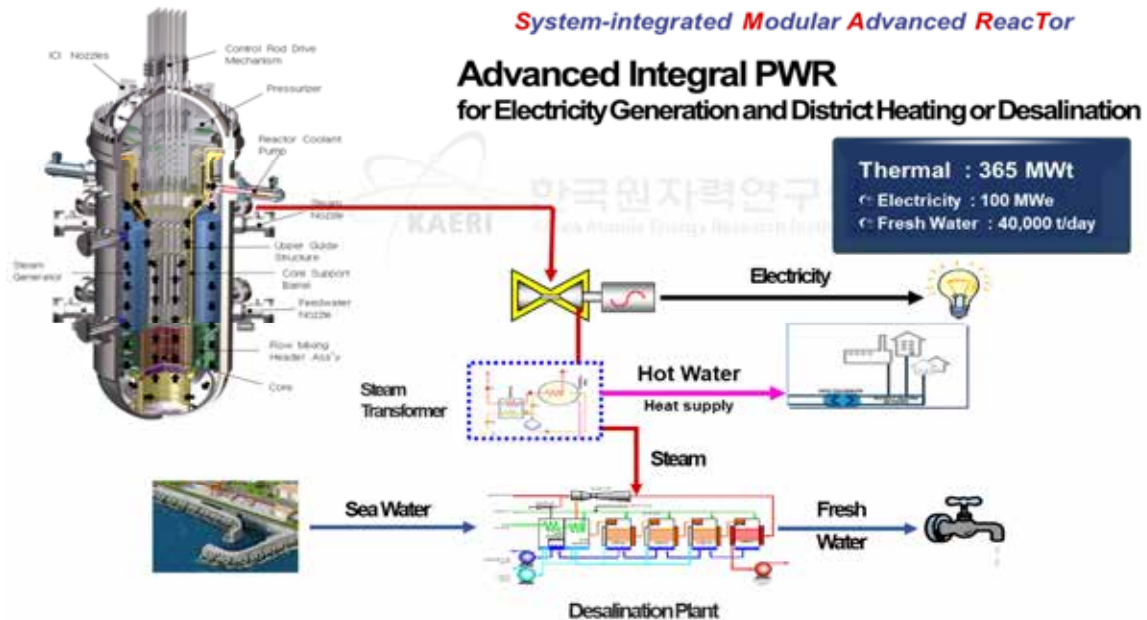 System-integrated Modular Advanced ReacTor
Advanced Integral PWR
for Electricity Generation and District Heating or Desalination
ICI Nozzles
Control Rod Drive
Mechanism
Pressurizer
Reactor Coolant
Pump
Steam
Nozzle
Upper Guide
Structure
Core Support
Barrel
Steam
Generator
Feedwater
Nozzle
Flow Mixing
Header Ass'y
Core
KAERI
한국원자력연구
Korea Atomic Energy Research
Thermal : 365 MWt
Electricity : 100 MWe
Fresh Water : 40,000 t/day
Electricity
Steam
Transformer
Hot Water
Heat supply
Steam
Sea Water
Fresh
Water
Desalination Plant